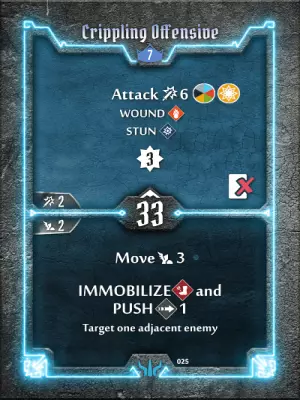 Crippling Offensive
7
Attack 6
WOUND
STUN
3
2
33
2
Move 3
IMMOBILIZE and
PUSH 1
Target one adjacent enemy
025